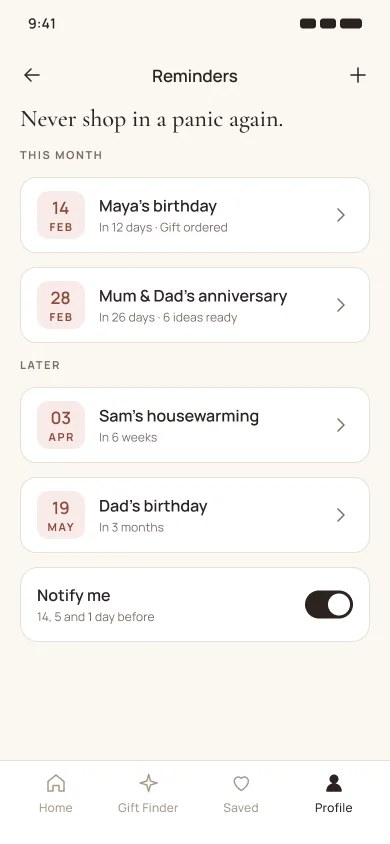 9:41
Reminders
Never shop in a panic again.
THIS MONTH
14
FEB
Maya's birthday
In 12 days · Gift ordered
28
FEB
Mum & Dad's anniversary
In 26 days · 6 ideas ready
LATER
03
APR
Sam's housewarming
In 6 weeks
19
MAY
Dad's birthday
In 3 months
Notify me
14, 5 and 1 day before
Home
Gift Finder
Saved
Profile